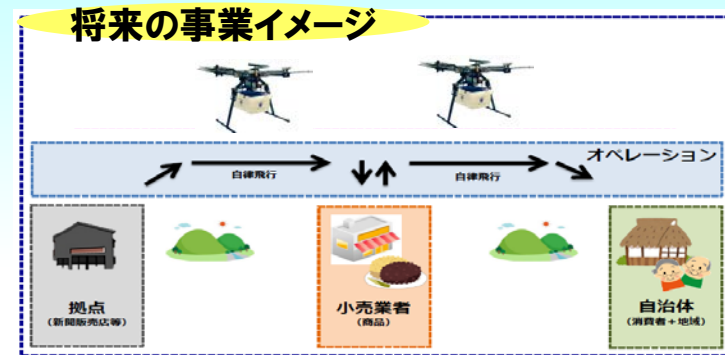 将来の事業イメージ
オペレーション
自律飛行
自律飛行
拠点
（新聞販売店等）
小売業者
（商品）
自治体
（消費者＋地域）